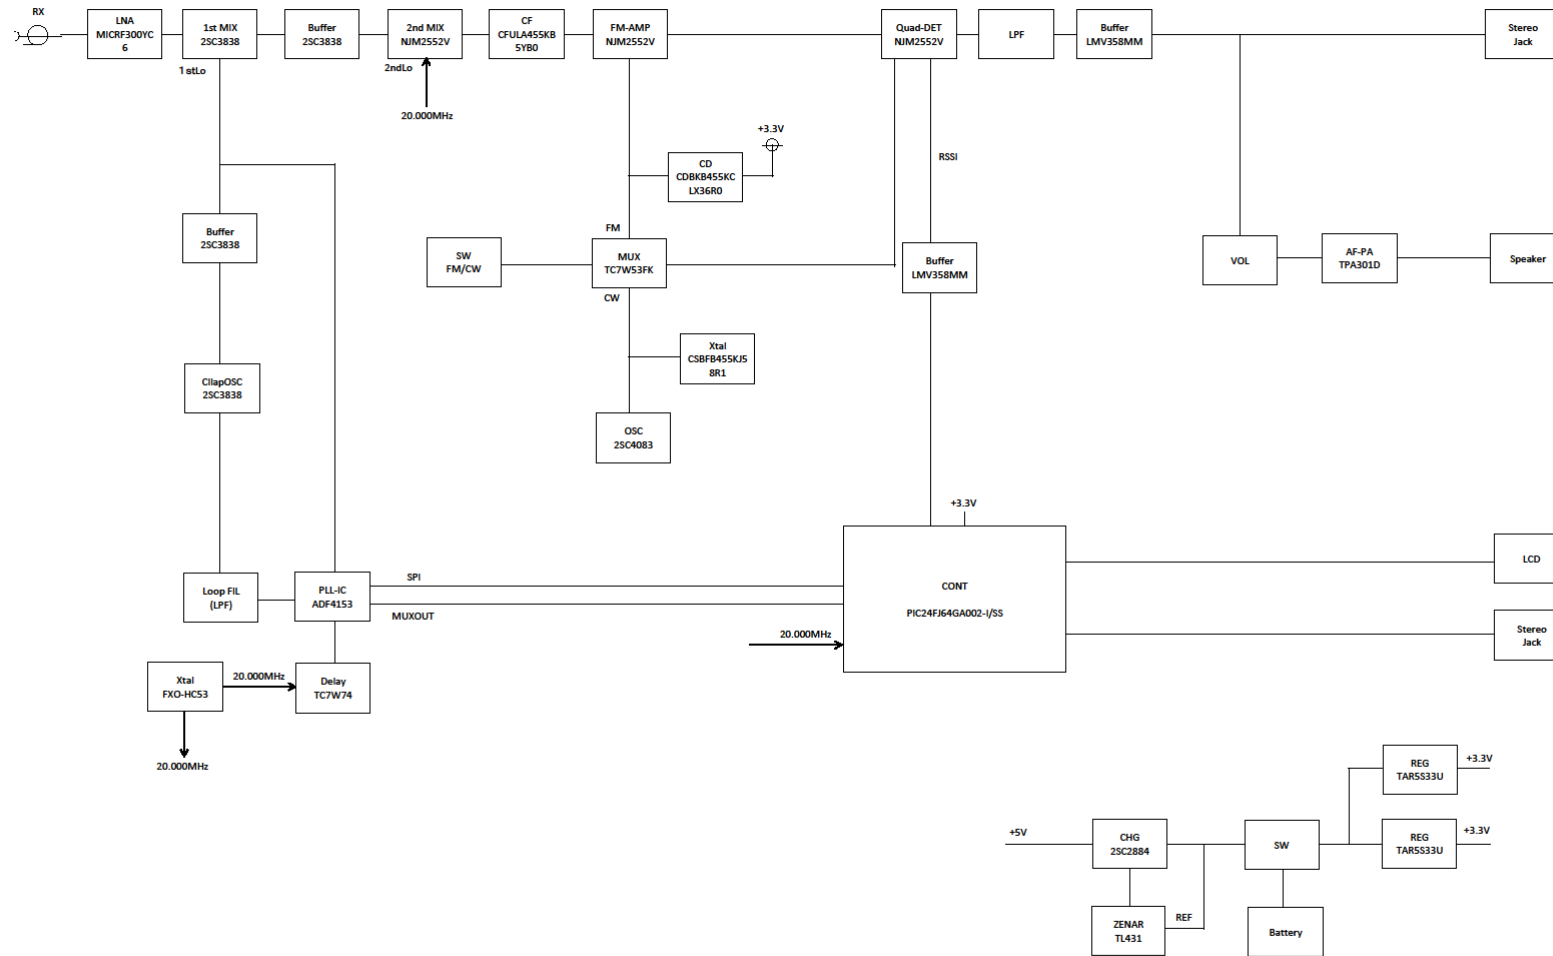 RX
LNA
MICRF300YC
6
1st MIX
2SC3838
Buffer
2SC3838
2nd MIX
NJM2552V
CF
CFULA455KB
5YB0
FM-AMP
NJM2552V
Quad-DET
NJM2552V
LPF
Buffer
LMV358MM
Stereo
Jack
1stLo
2ndLo
20.000MHz
+3.3V
CD
CDBKB455KC
LX36R0
RSSI
Buffer
2SC3838
FM
SW
FM/CW
MUX
TC7W53FK
CW
Buffer
LMV358MM
VOL
AF-PA
TPA301D
Speaker
Xtal
CSBFB455KJ5
8R1
CllapOSC
2SC3838
OSC
2SC4083
+3.3V
Loop FIL
(LPF)
PLL-IC
ADF4153
SPI
MUXOUT
CONT
PIC24FJ64GA002-I/SS
LCD
20.000MHz
Stereo
Jack
Xtal
FXO-HC53
20.000MHz
Delay
TC7W74
20.000MHz
REG
TAR5S33U
+3.3V
+5V
CHG
2SC2884
SW
REG
TAR5S33U
+3.3V
ZENAR
TL431
REF
Battery